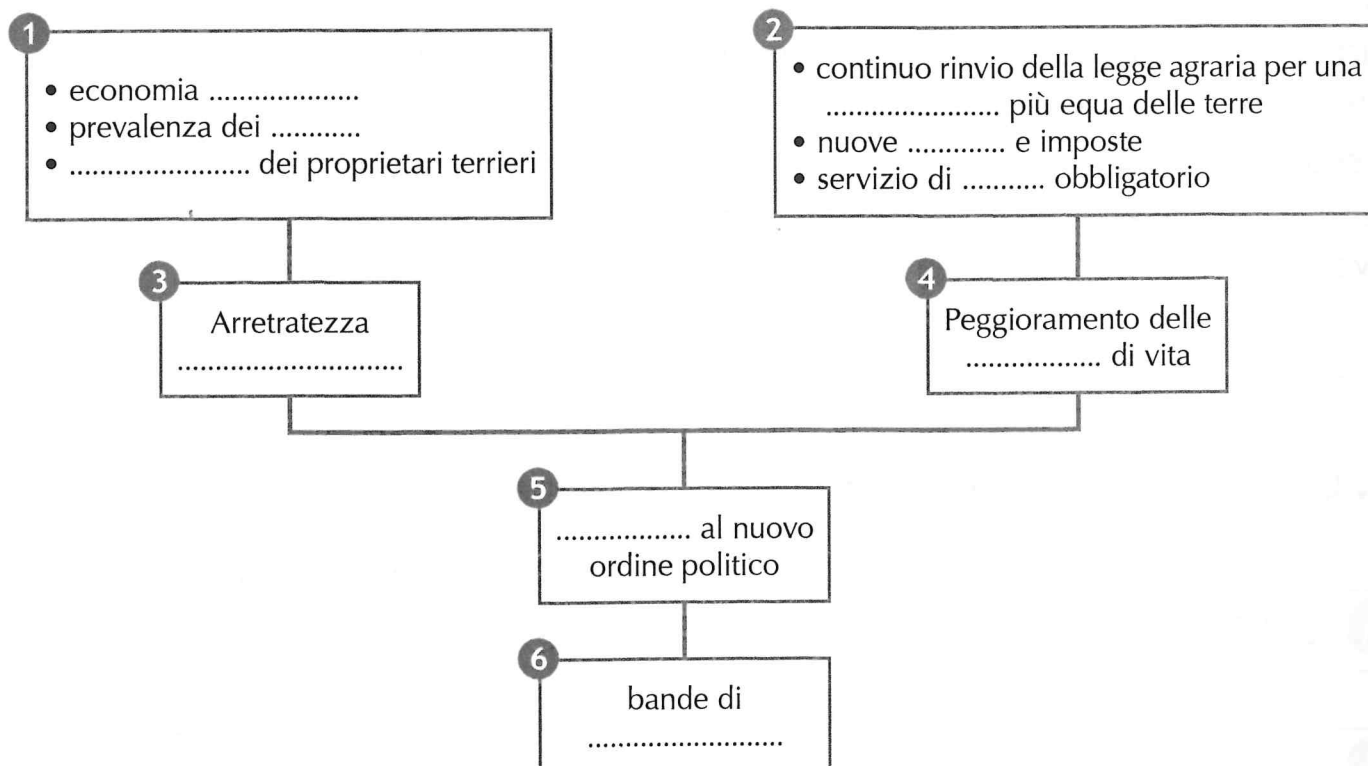 1
• economia ....................
• prevalenza dei ............
• ........................ dei proprietari terrieri
2
• continuo rinvio della legge agraria per una
....................... più equa delle terre
• nuove ............. e imposte
• servizio di ........... obbligatorio
3
Arretratezza
..............................
4
Peggioramento delle
.................. di vita
5
.................. al nuovo
ordine politico
6
bande di
..........................